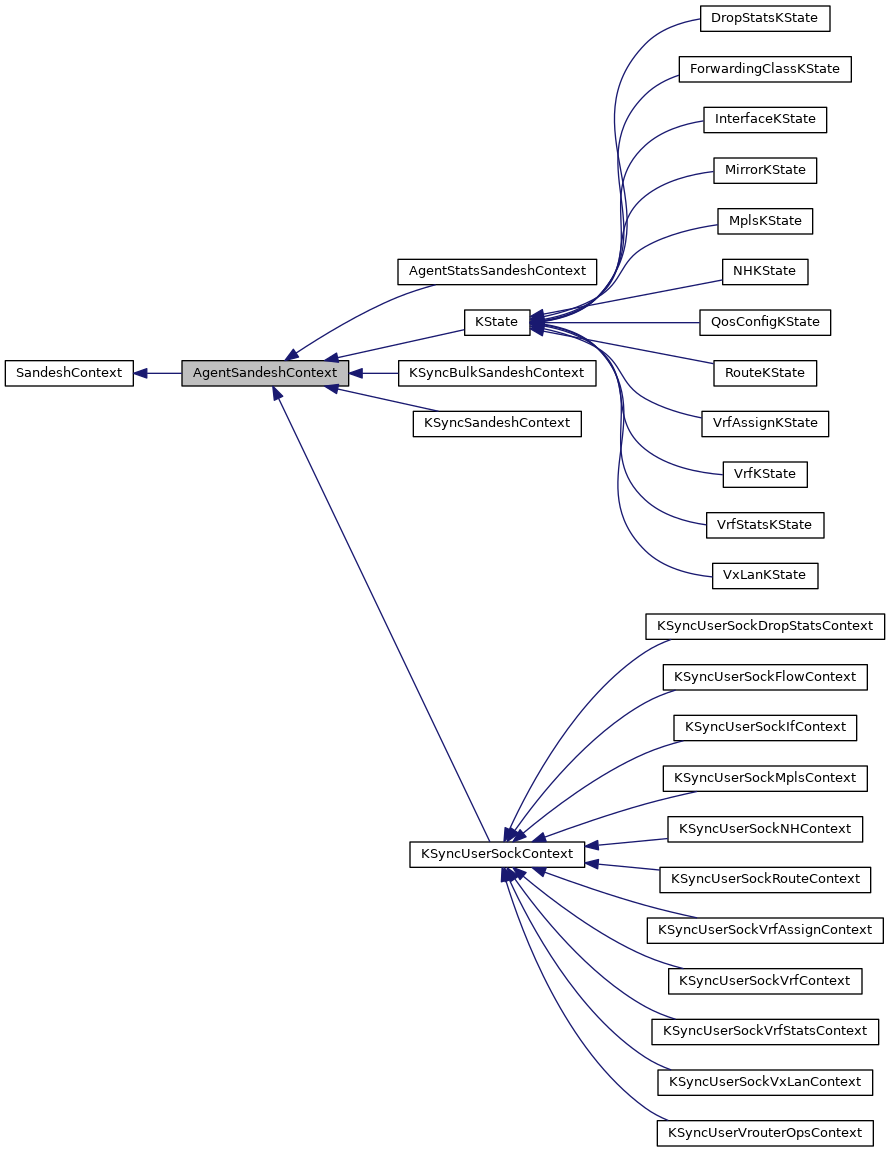 DropStatsKState
ForwardingClassKState
InterfaceKState
MirrorKState
MplsKState
AgentStatsSandeshContext
NHKState
KState
QosConfigKState
SandeshContext
AgentSandeshContext
KSyncBulkSandeshContext
RouteKState
KSyncSandeshContext
VrfAssignKState
VrfKState
VrfStatsKState
VxLanKState
KSyncUserSockDropStatsContext
KSyncUserSockFlowContext
KSyncUserSockIfContext
KSyncUserSockMplsContext
KSyncUserSockNHContext
KSyncUserSockContext
KSyncUserSockRouteContext
KSyncUserSockVrfAssignContext
KSyncUserSockVrfContext
KSyncUserSockVrfStatsContext
KSyncUserSockVxLanContext
KSyncUserVrouterOpsContext